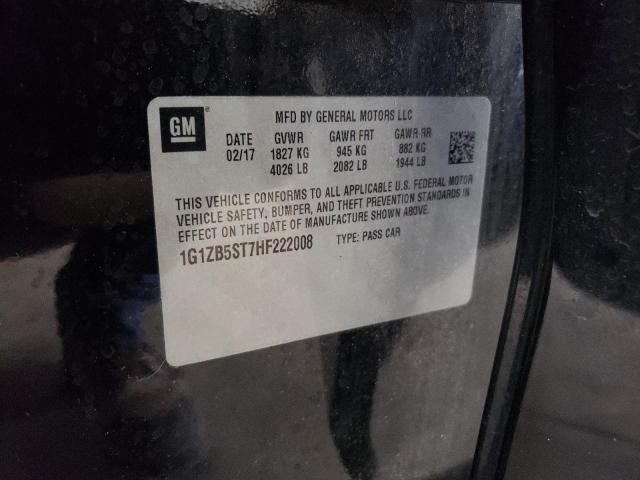 GM
MFD BY GENERAL MOTORS LLC
DATE GVWR GAWR FRT GAWR RR
02/17 1827 KG 945 KG 882 KG
4026 LB 2082 LB 1944 LB
THIS VEHICLE CONFORMS TO ALL APPLICABLE U.S. FEDERAL MOTOR
VEHICLE SAFETY, BUMPER, AND THEFT PREVENTION STANDARDS IN
EFFECT ON THE DATE OF MANUFACTURE SHOWN ABOVE.
1G1ZB5ST7HF222008 TYPE: PASS CAR